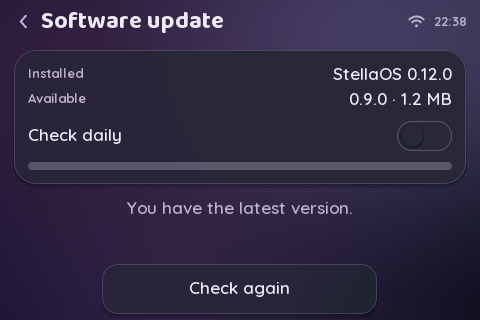 Software update
22:38
Installed
StellaOS 0.12.0
Available
0.9.0 · 1.2 MB
Check daily
You have the latest version.
Check again